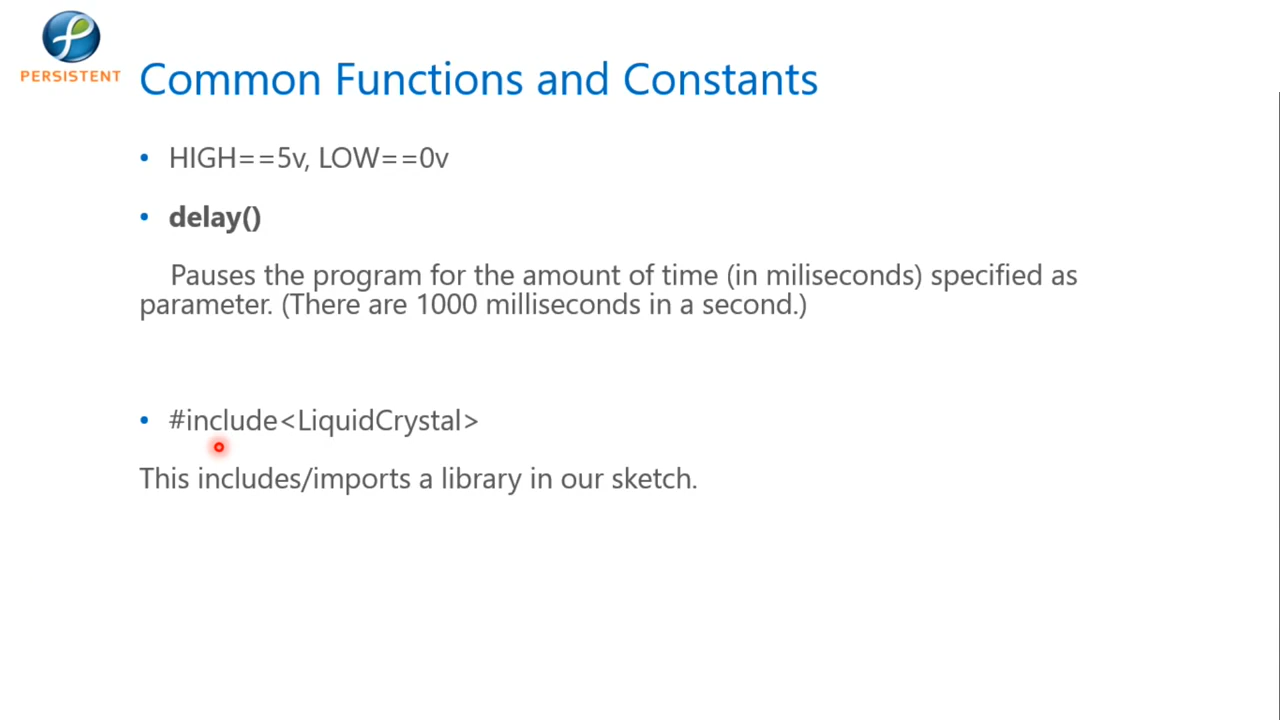 PERSISTENT
Common Functions and Constants
• HIGH==5v, LOW==0v
• delay()
Pauses the program for the amount of time (in miliseconds) specified as
parameter. (There are 1000 milliseconds in a second.)
• #include<LiquidCrystal>
This includes/imports a library in our sketch.